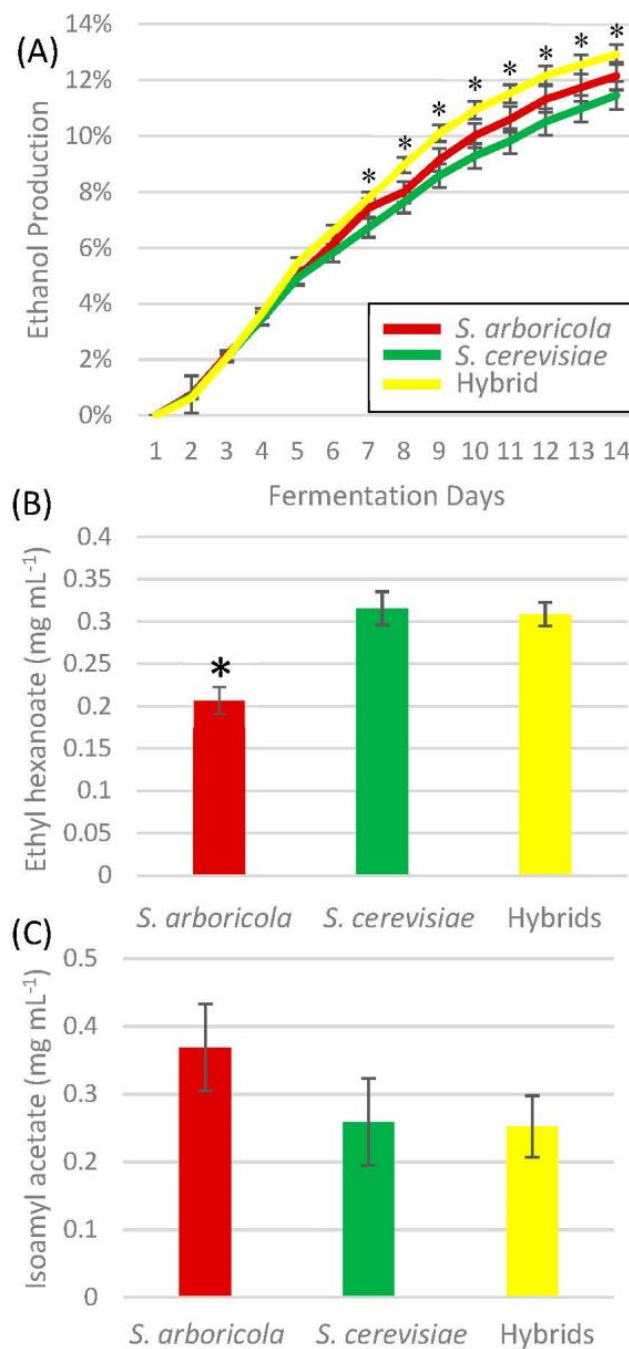 (A)
Ethanol Production
14%
12%
10%
8%
6%
4%
2%
0%
* * * * * * * *
S. arboricola
S. cerevisiae
Hybrid
1 2 3 4 5 6 7 8 9 10 11 12 13 14
Fermentation Days
(B)
Ethyl hexanoate (mg mL⁻¹)
0.4
0.35
0.3
0.25
0.2
0.15
0.1
0.05
0
*
S. arboricola S. cerevisiae Hybrids
(C)
Isoamyl acetate (mg mL⁻¹)
0.5
0.4
0.3
0.2
0.1
0
S. arboricola S. cerevisiae Hybrids